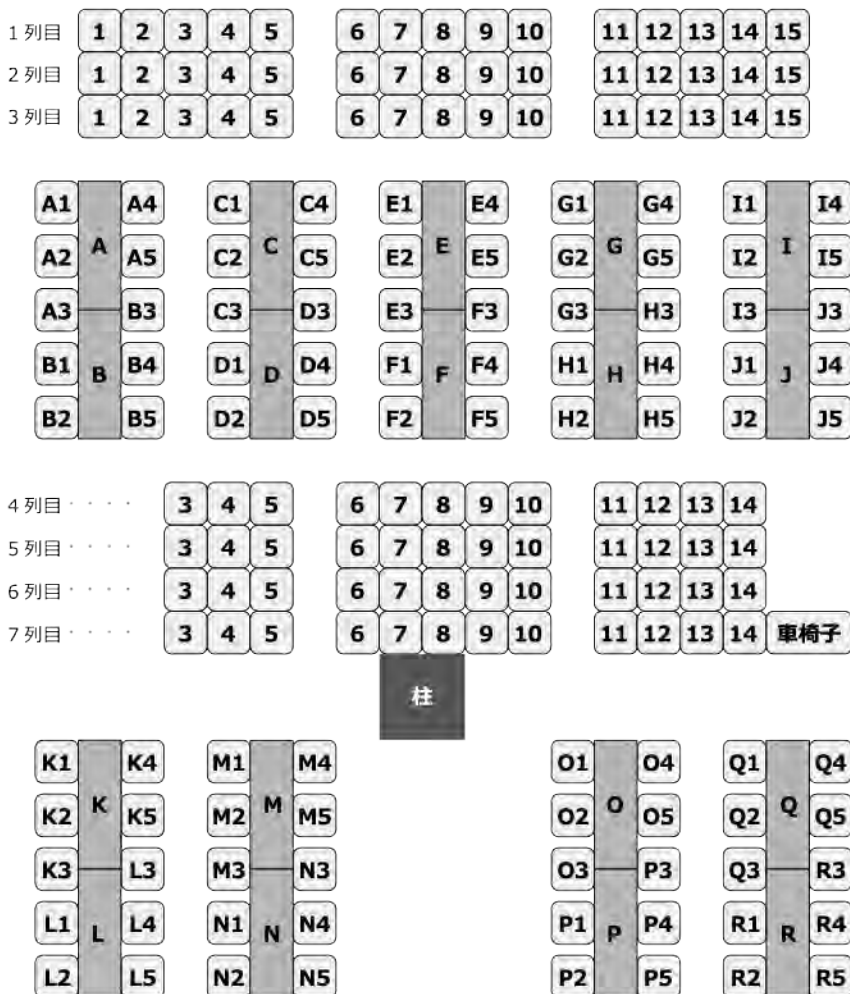 1列目 1 2 3 4 5 6 7 8 9 10 11 12 13 14 15
2列目 1 2 3 4 5 6 7 8 9 10 11 12 13 14 15
3列目 1 2 3 4 5 6 7 8 9 10 11 12 13 14 15
A1 A4 C1 C4 E1 E4 G1 G4 I1 I4
A C E G I
A2 A5 C2 C5 E2 E5 G2 G5 I2 I5
A3 B3 C3 D3 E3 F3 G3 H3 I3 J3
B1 B4 D1 D4 F1 F4 H1 H4 J1 J4
B D F H J
B2 B5 D2 D5 F2 F5 H2 H5 J2 J5
4列目 ・・・・ 3 4 5 6 7 8 9 10 11 12 13 14
5列目 ・・・・ 3 4 5 6 7 8 9 10 11 12 13 14
6列目 ・・・・ 3 4 5 6 7 8 9 10 11 12 13 14
7列目 ・・・・ 3 4 5 6 7 8 9 10 11 12 13 14 車椅子
柱
K1 K4 M1 M4 O1 O4 Q1 Q4
K M O Q
K2 K5 M2 M5 O2 O5 Q2 Q5
K3 L3 M3 N3 O3 P3 Q3 R3
L1 L4 N1 N4 P1 P4 R1 R4
L N P R
L2 L5 N2 N5 P2 P5 R2 R5